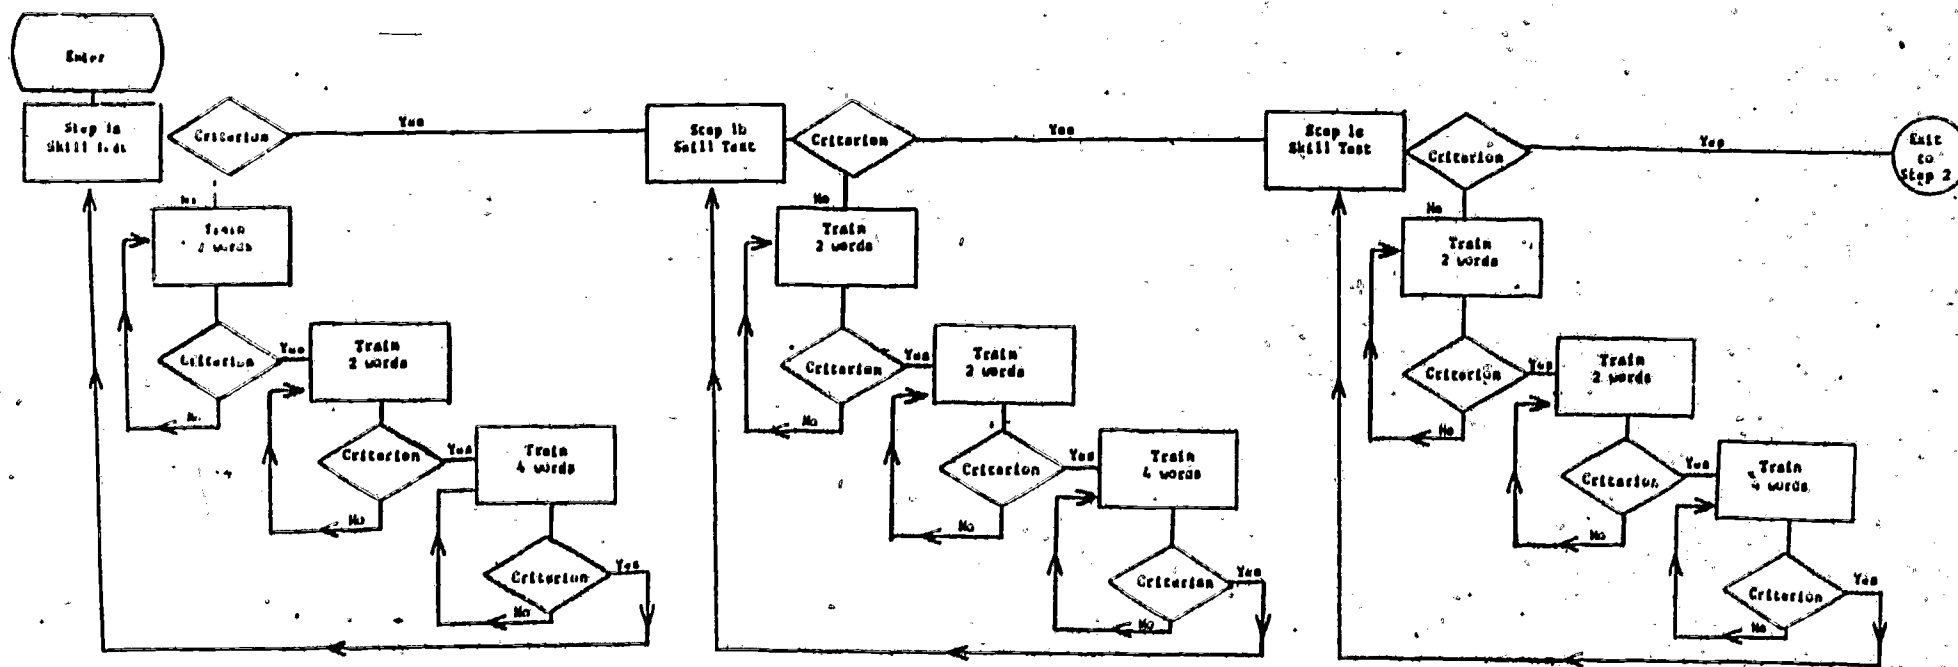 Enter
Step 1a
Skill Test
Criterion
Yes
No
Train
2 words
Criterion
Yes
No
Train
2 words
Criterion
Yes
No
Train
4 words
Criterion
Yes
No
Step 1b
Skill Test
Criterion
Yes
No
Train
2 words
Criterion
Yes
No
Train
2 words
Criterion
Yes
No
Train
4 words
Criterion
Yes
No
Step 1c
Skill Test
Criterion
Yes
No
Train
2 words
Criterion
Yes
No
Train
2 words
Criterion
Yes
No
Train
4 words
Criterion
Yes
No
Exit
to
Step 2